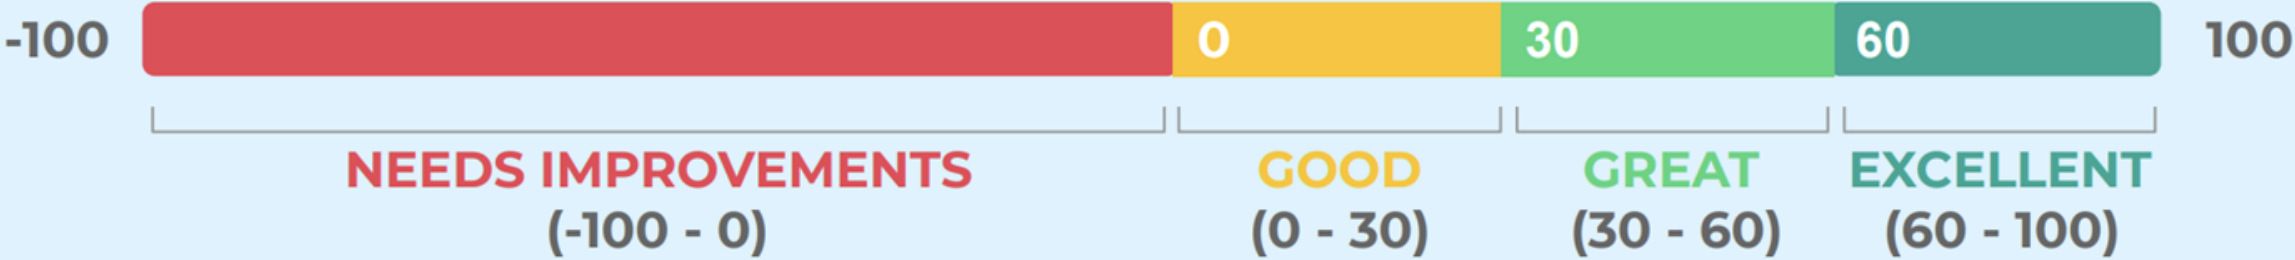 -100 0 30 60 100
NEEDS IMPROVEMENTS GOOD GREAT EXCELLENT
(-100 - 0) (0 - 30) (30 - 60) (60 - 100)